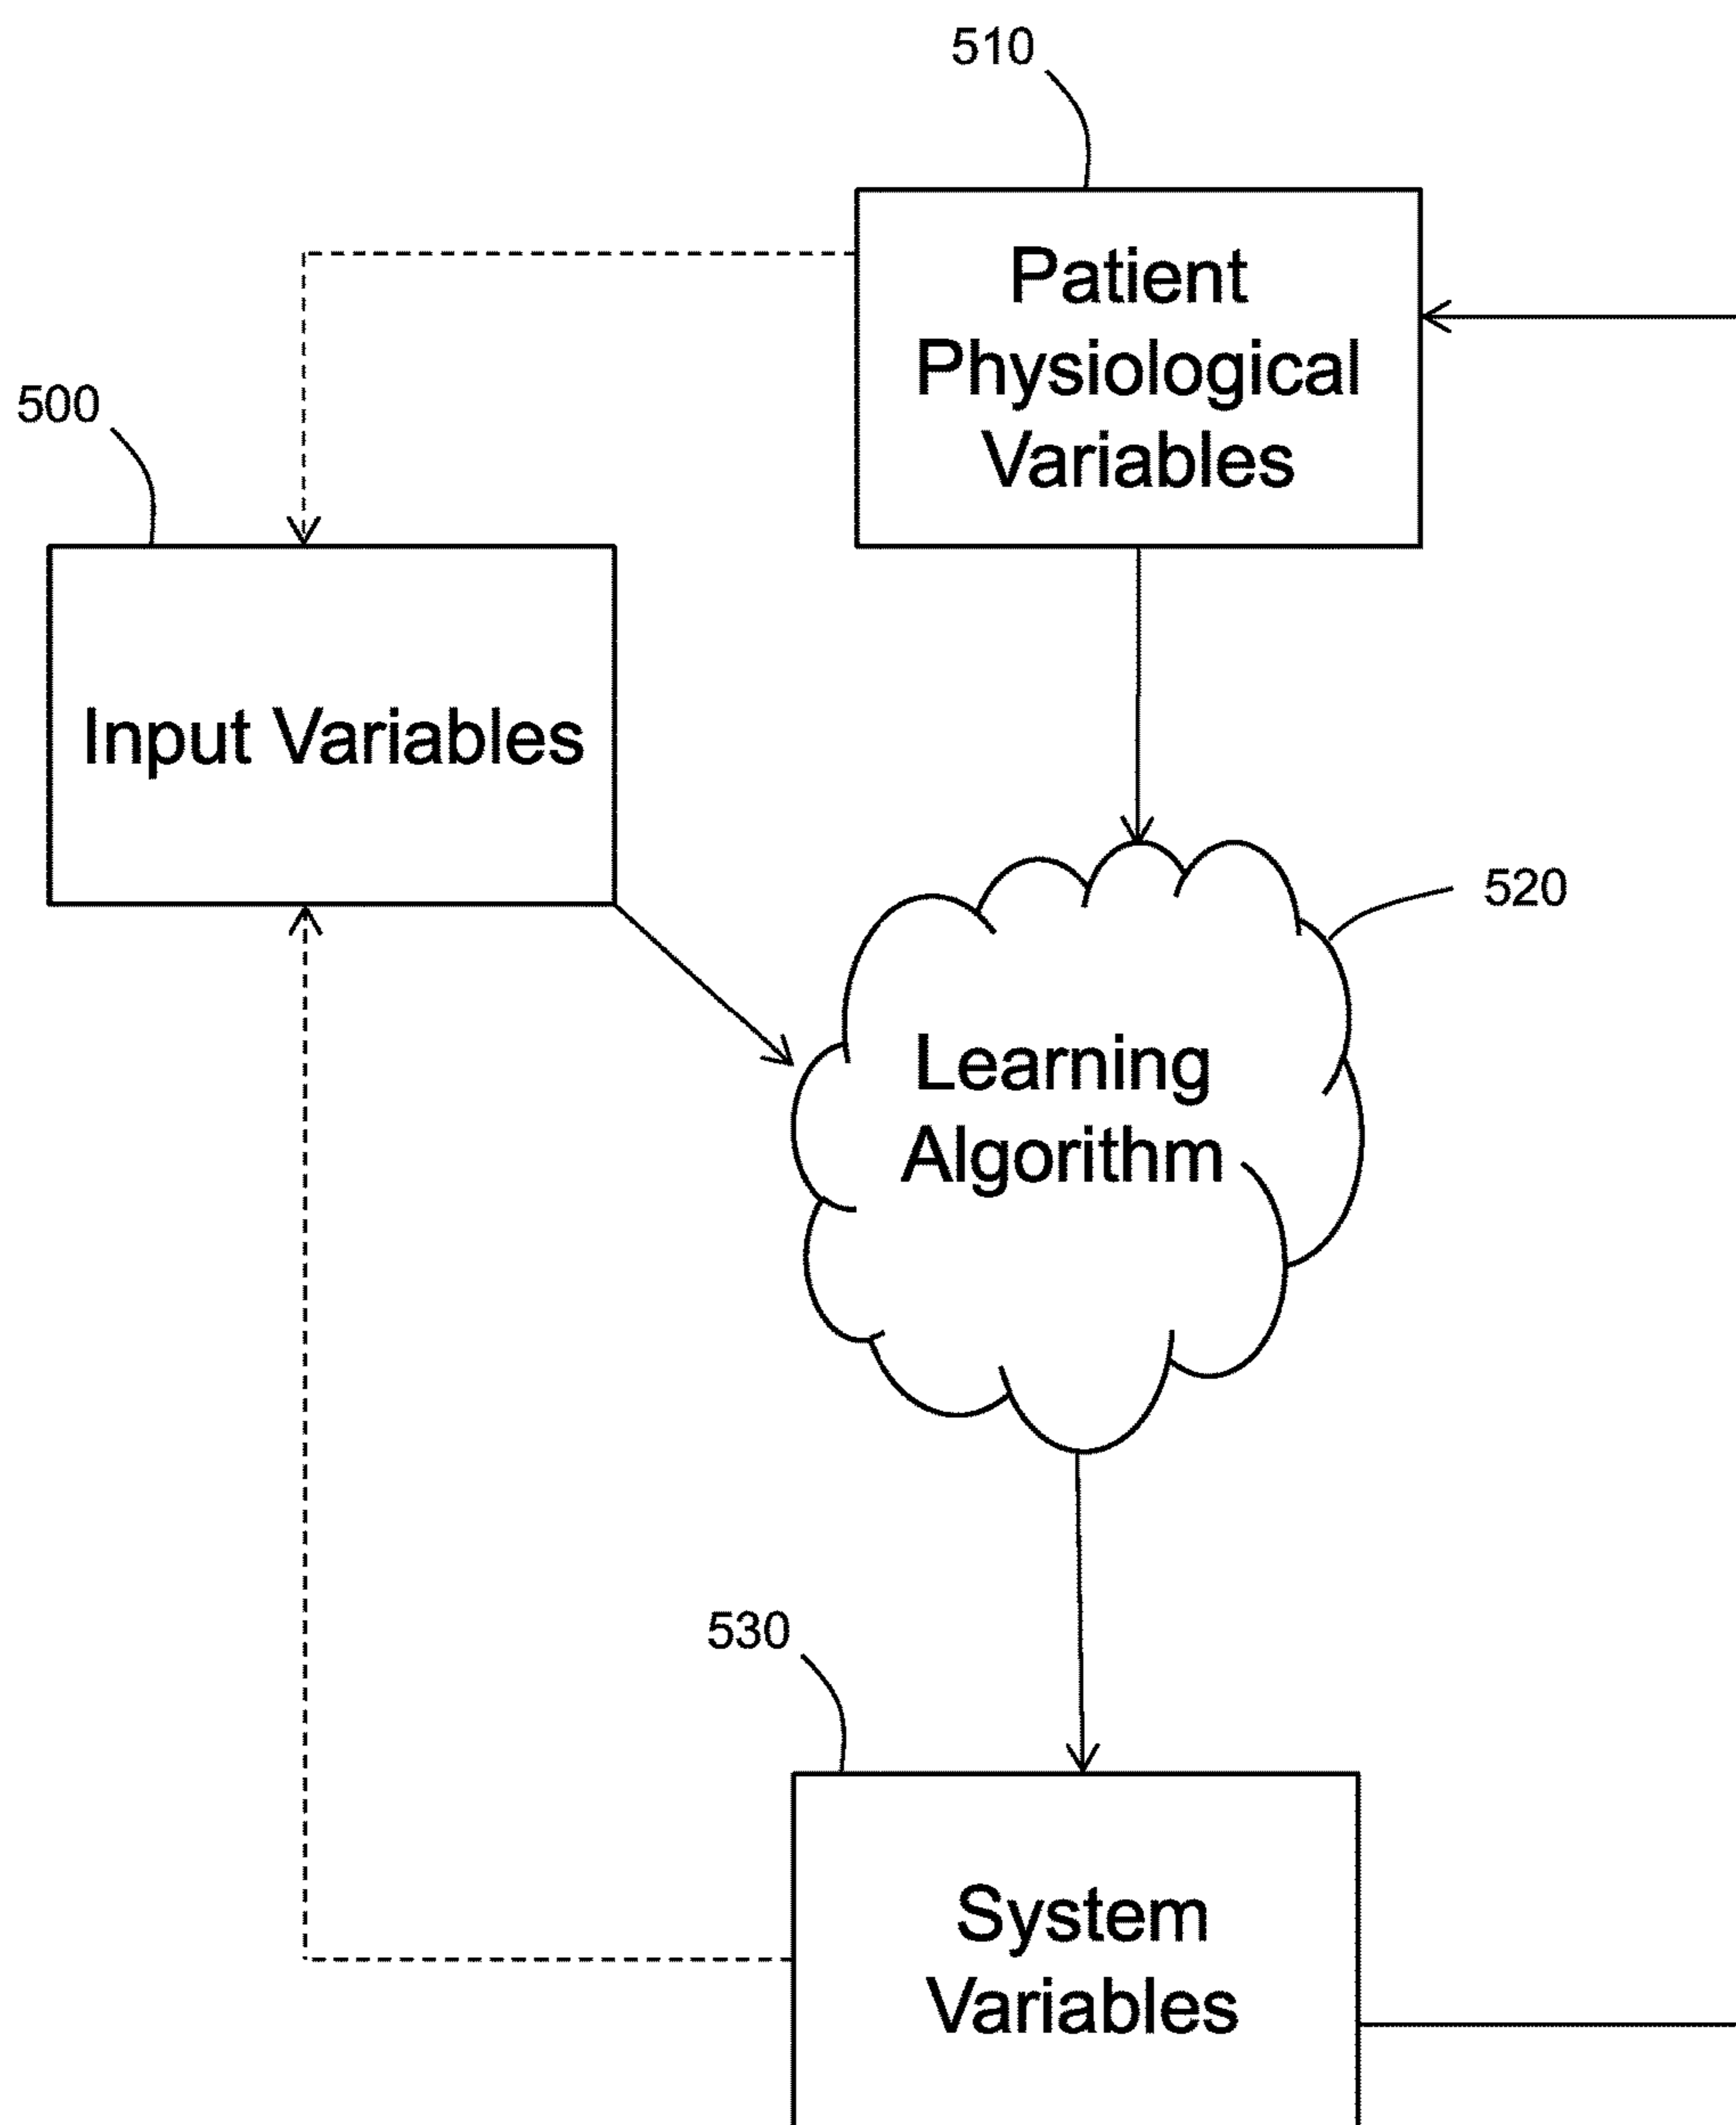 510
Patient
Physiological
Variables
500
Input Variables
520
Learning
Algorithm
530
System
Variables